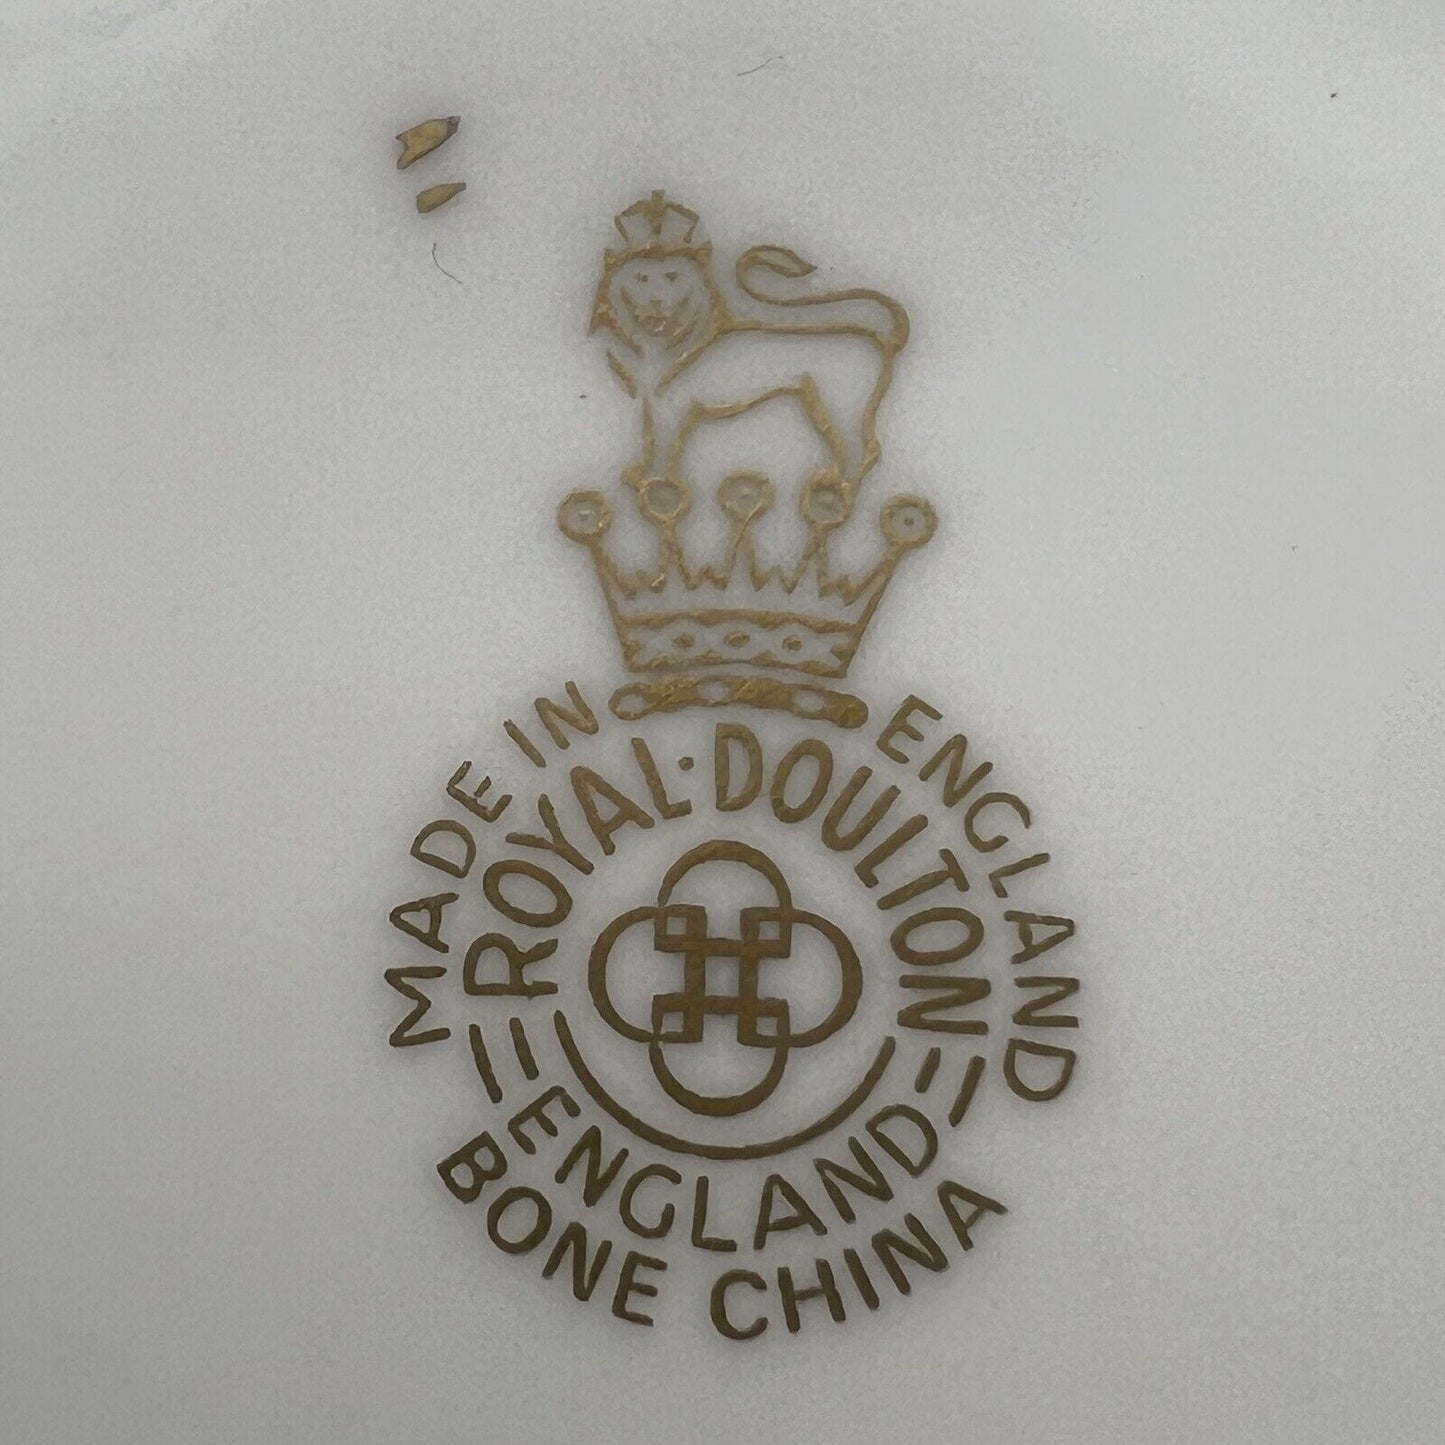 MADE IN ENGLAND
ROYAL·DOULTON
ENGLAND
BONE CHINA